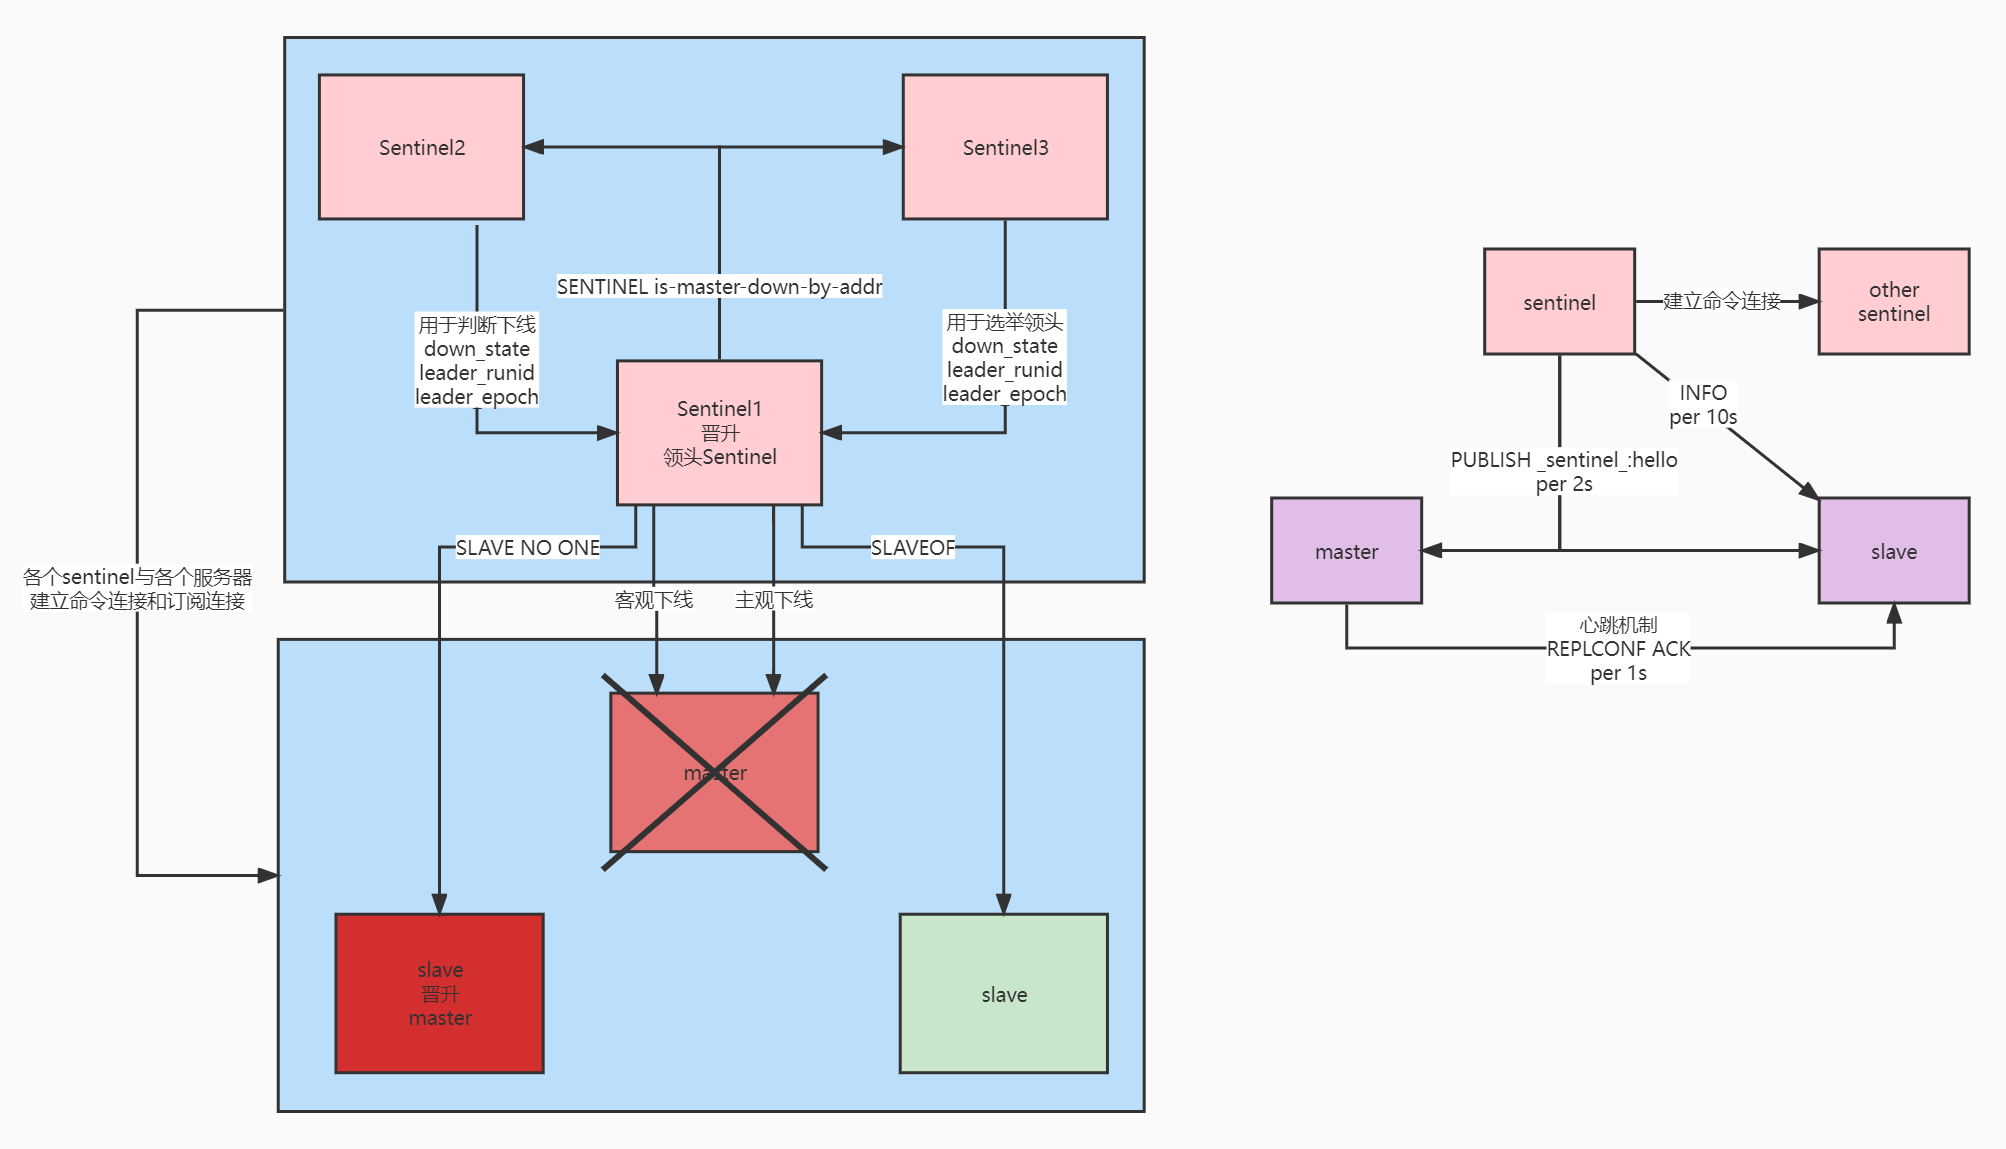 Sentinel2
Sentinel3
SENTINEL is-master-down-by-addr
用于判断下线
down_state
leader_runid
leader_epoch
用于选举领头
down_state
leader_runid
leader_epoch
Sentinel1
晋升
领头Sentinel
SLAVE NO ONE
SLAVEOF
客观下线
主观下线
各个sentinel与各个服务器
建立命令连接和订阅连接
master
slave
晋升
master
slave
sentinel
建立命令连接
other
sentinel
INFO
per 10s
PUBLISH _sentinel_:hello
per 2s
master
slave
心跳机制
REPLCONF ACK
per 1s